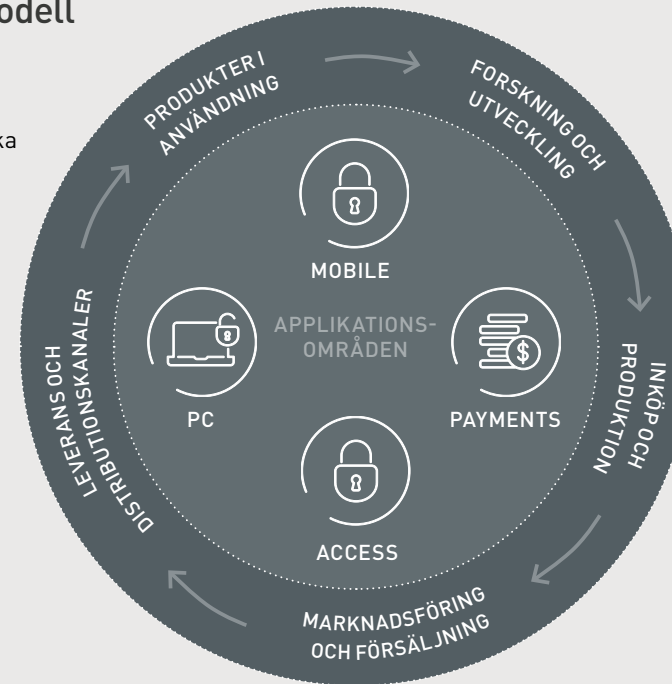 odell
ka
PRODUKTER I
ANVÄNDNING
FORSKNING OCH
UTVECKLING
MOBILE
APPLIKATIONS-
OMRÅDEN
PC
PAYMENTS
$
INKÖP OCH
PRODUKTION
LEVERANS OCH
DISTRIBUTIONSKANALER
ACCESS
MARKNADSFÖRING
OCH FÖRSÄLJNING